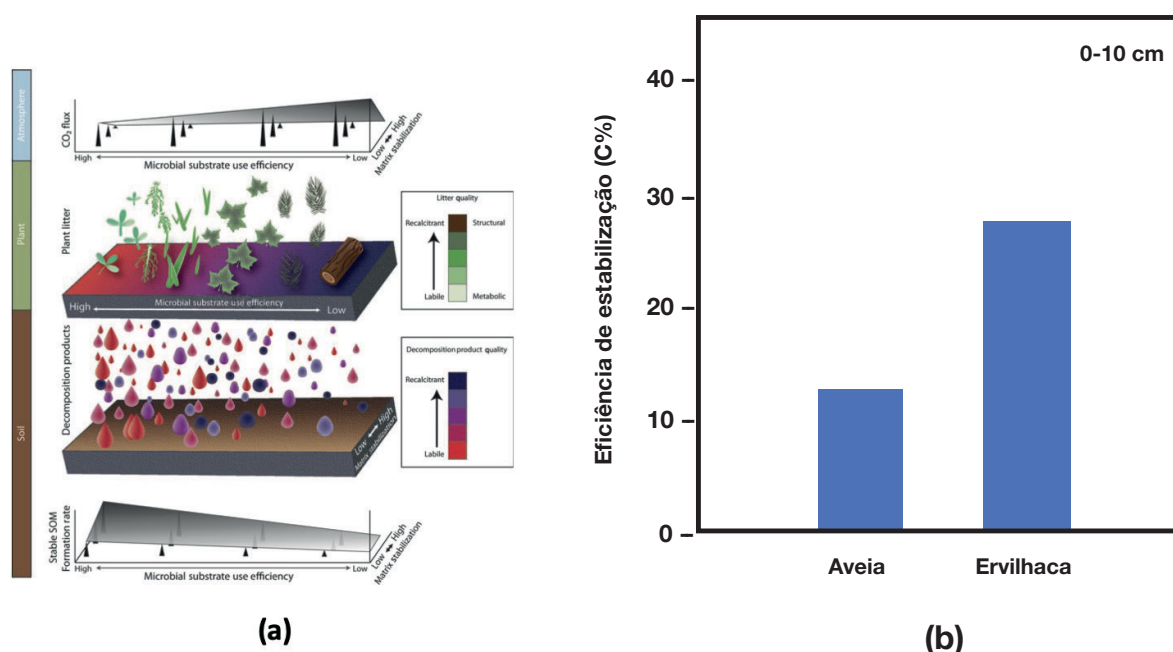 Atmosphere
Plant
Soil
CO₂ flux
High
Low
Microbial substrate use efficiency
Low ↔ High
Matrix stabilization
Plant litter
High
Microbial substrate use efficiency
Low
Litter quality
Recalcitrant
Structural
Labile
Metabolic
Decomposition products
Low ↔ High
Matrix stabilisation
Decomposition product quality
Recalcitrant
Labile
Stable SOM
Formation rate
High
Low
Microbial substrate use efficiency
Low ↔ High
Matrix stabilization
(a)
0-10 cm
Eficiência de estabilização (C%)
40
30
20
10
0
Aveia
Ervilhaca
(b)